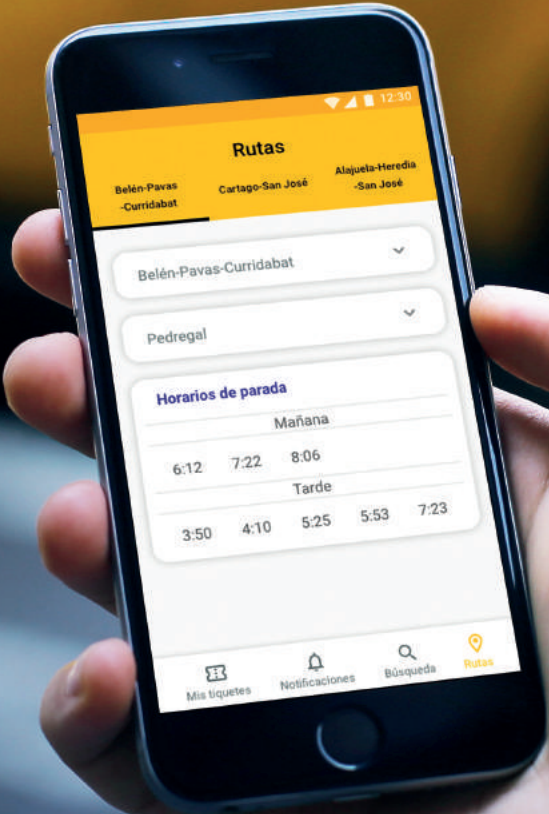 12:30
Rutas
Belén-Pavas
-Curridabat
Cartago-San José
Alajuela-Heredia
-San José
Belén-Pavas-Curridabat
Pedregal
Horarios de parada
Mañana
6:12 7:22 8:06
Tarde
3:50 4:10 5:25 5:53 7:23
Mis tiquetes
Notificaciones
Búsqueda
Rutas